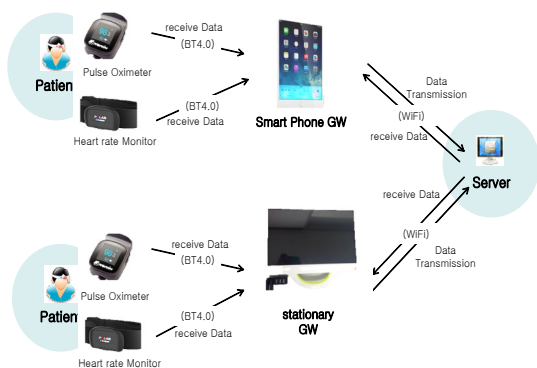 receive Data
(BT4.0)
Patien
Pulse Oximeter
(BT4.0)
receive Data
Heart rate Monitor
Smart Phone GW
Data
Transmission
(WiFi)
receive Data
Server
receive Data
(WiFi)
Data
Transmission
receive Data
(BT4.0)
Pulse Oximeter
Patien
(BT4.0)
receive Data
Heart rate Monitor
stationary
GW